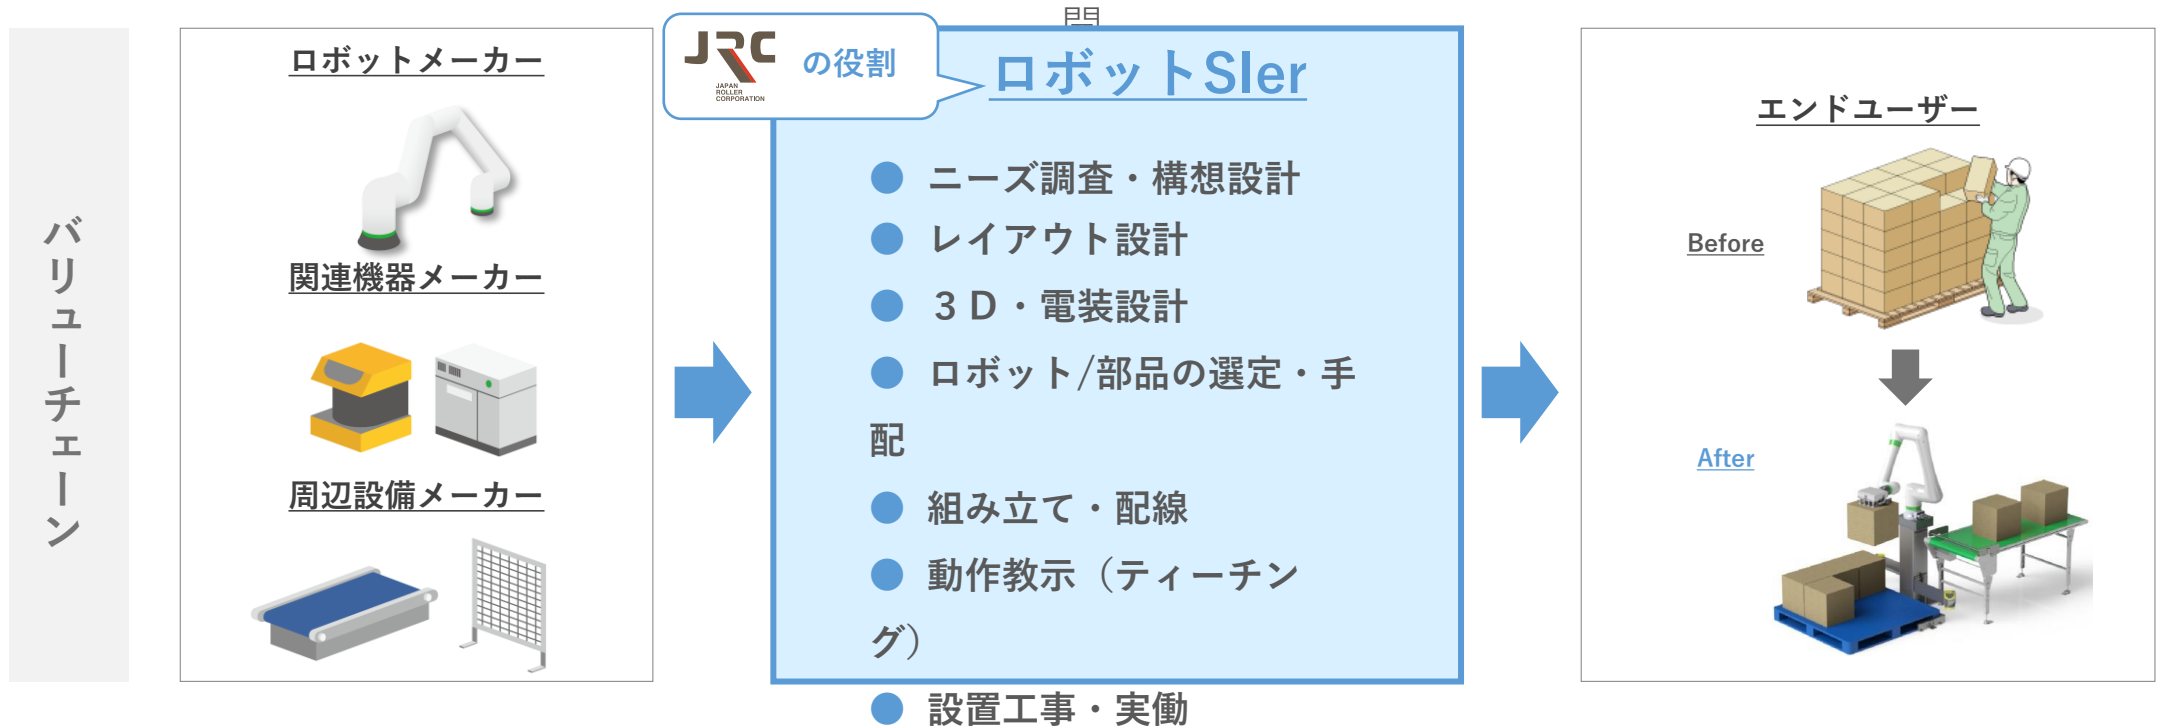 バリューチェーン
ロボットメーカー
関連機器メーカー
周辺設備メーカー
JRC
JAPAN
ROLLER
CORPORATION
の役割
ロボットSIer
● ニーズ調査・構想設計
● レイアウト設計
● ３Ｄ・電装設計
● ロボット/部品の選定・手
配
● 組み立て・配線
● 動作教示（ティーチン
グ）
● 設置工事・実働
エンドユーザー
Before
After